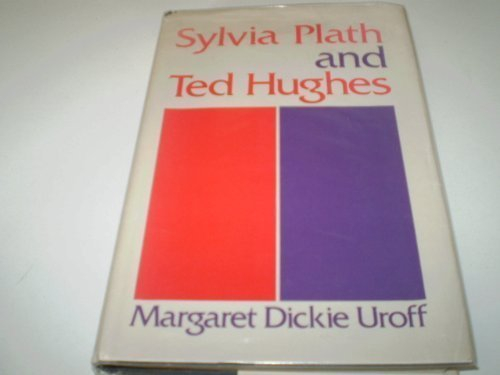 Sylvia Plath
and
Ted Hughes
Margaret Dickie Uroff